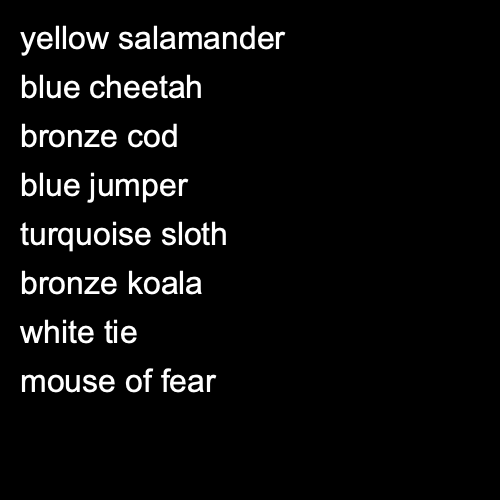 yellow salamander
blue cheetah
bronze cod
blue jumper
turquoise sloth
bronze koala
white tie
mouse of fear